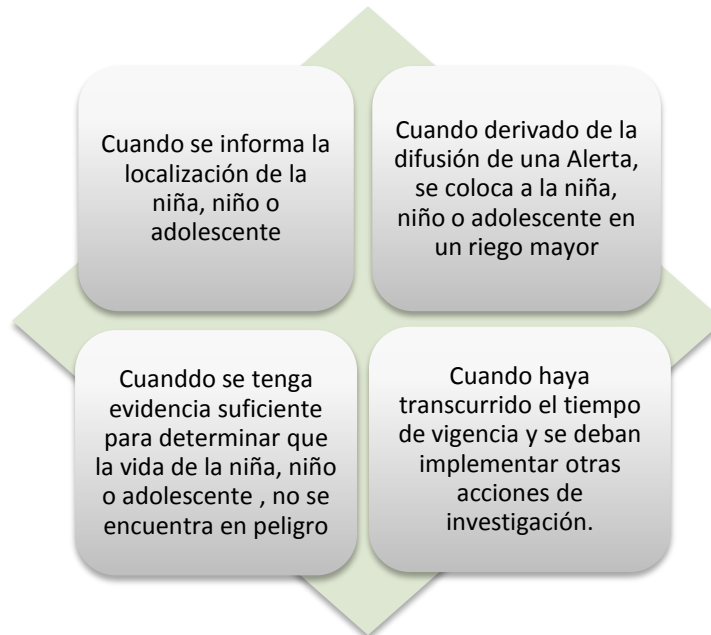 Cuando se informa la
localización de la
niña, niño o
adolescente
Cuando derivado de la
difusión de una Alerta,
se coloca a la niña,
niño o adolescente en
un riego mayor
Cuanddo se tenga
evidencia suficiente
para determinar que
la vida de la niña, niño
o adolescente , no se
encuentra en peligro
Cuando haya
transcurrido el tiempo
de vigencia y se deban
implementar otras
acciones de
investigación.